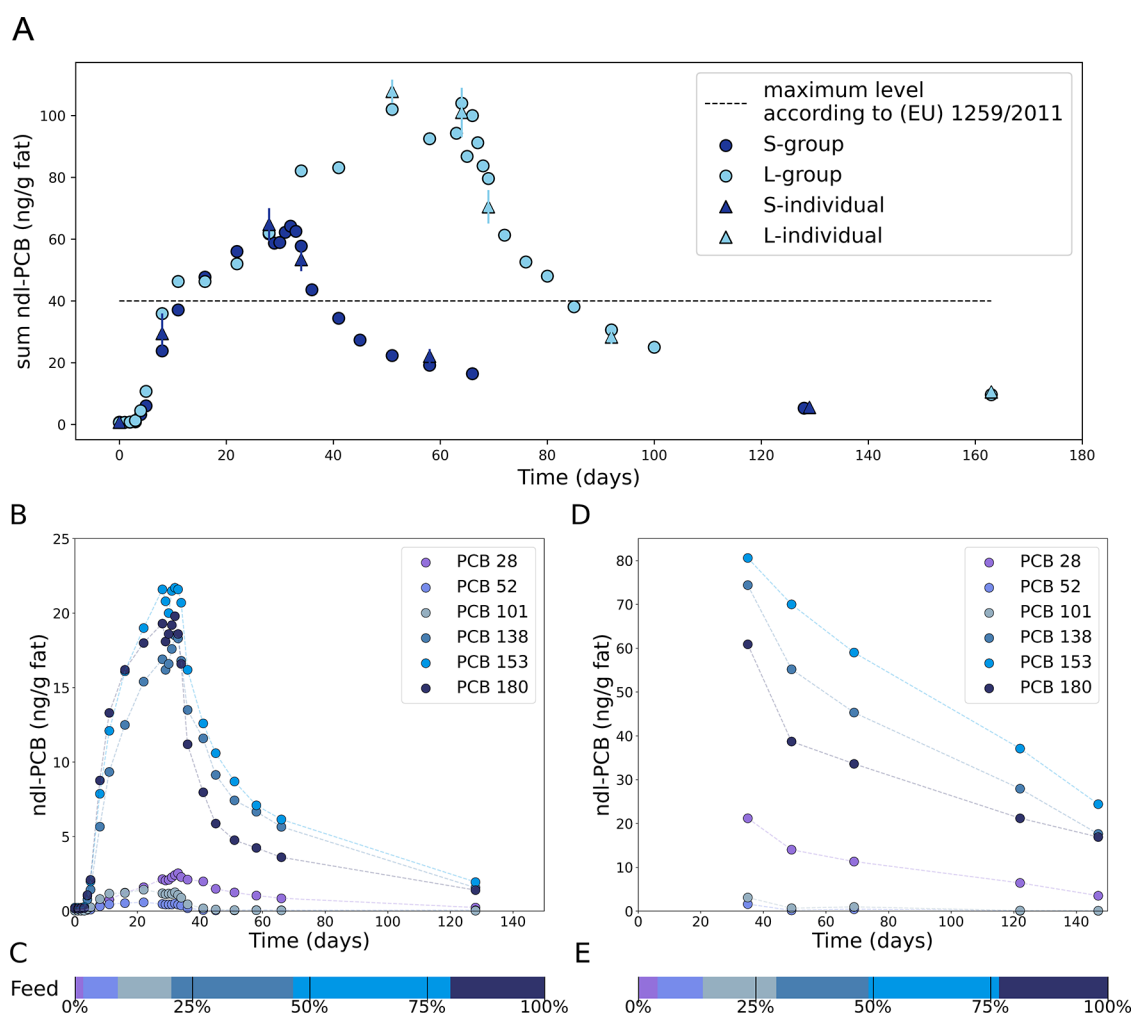 A
sum ndl-PCB (ng/g fat)
100
80
60
40
20
0
maximum level
according to (EU) 1259/2011
S-group
L-group
S-individual
L-individual
0 20 40 60 80 100 120 140 160 180
Time (days)
B
ndl-PCB (ng/g fat)
25
20
15
10
5
0
PCB 28
PCB 52
PCB 101
PCB 138
PCB 153
PCB 180
0 20 40 60 80 100 120 140
Time (days)
D
ndl-PCB (ng/g fat)
80
70
60
50
40
30
20
10
0
PCB 28
PCB 52
PCB 101
PCB 138
PCB 153
PCB 180
0 20 40 60 80 100 120 140
Time (days)
C
Feed
0% 25% 50% 75% 100%
E
0% 25% 50% 75% 100%